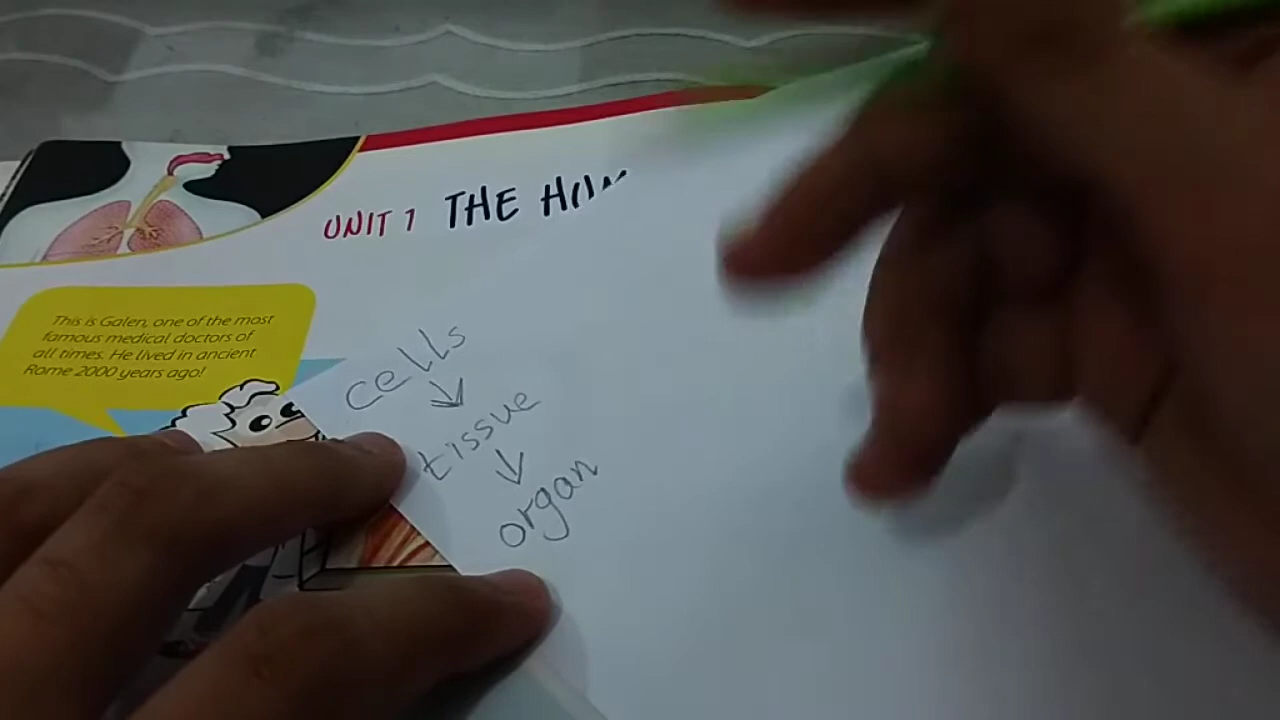 UNIT 1 THE
This is Galen, one of the most
famous medical doctors of
all times. He lived in ancient
Rome 2000 years ago!
cells
↓
tissue
↓
organ